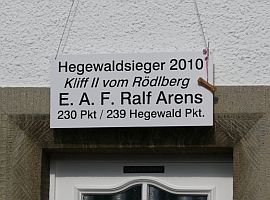 Hegewaldsieger 2010
Kliff II vom Rödlberg
E. A. F. Ralf Arens
230 Pkt / 239 Hegewald Pkt.